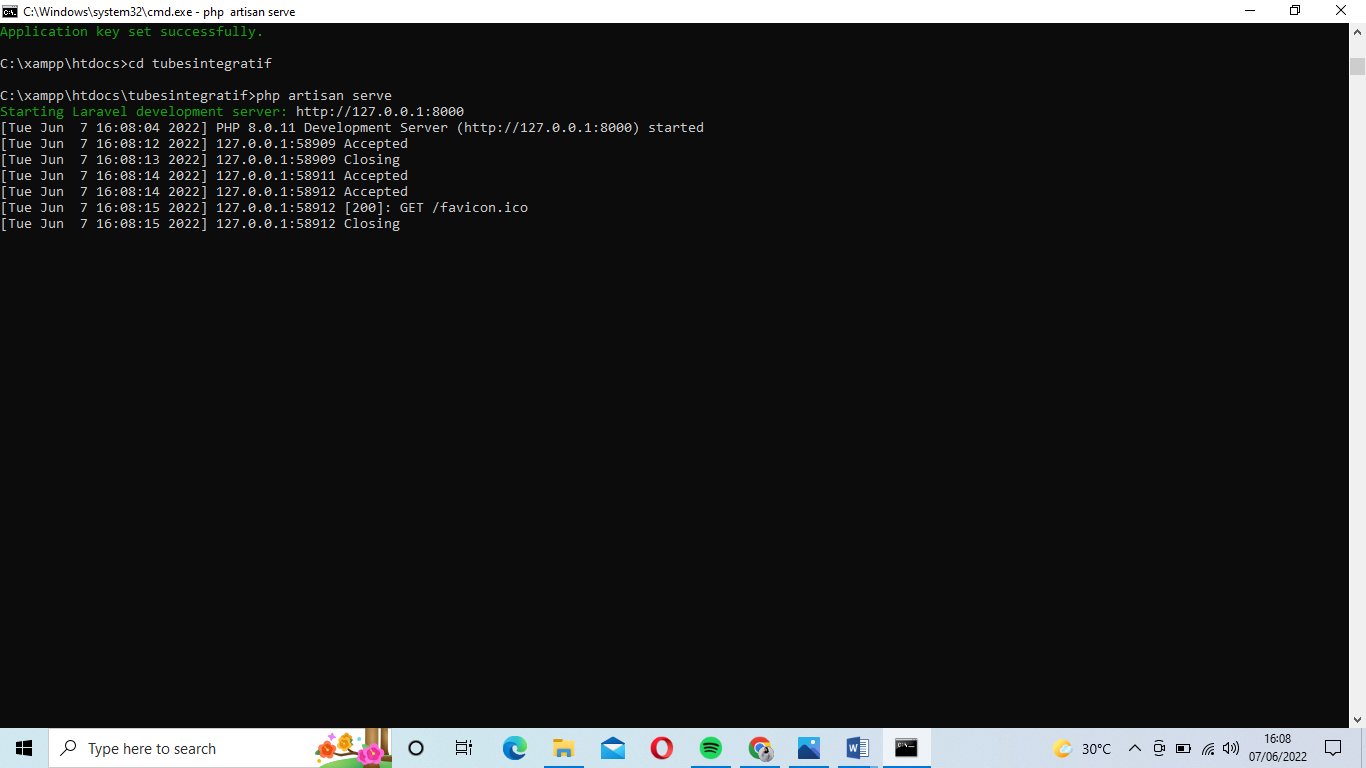 C:\Windows\system32\cmd.exe - php  artisan serve
Application key set successfully.
C:\xampp\htdocs>cd tubesintegratif
C:\xampp\htdocs\tubesintegratif>php artisan serve
Starting Laravel development server: http://127.0.0.1:8000
[Tue Jun  7 16:08:04 2022] PHP 8.0.11 Development Server (http://127.0.0.1:8000) started
[Tue Jun  7 16:08:12 2022] 127.0.0.1:58909 Accepted
[Tue Jun  7 16:08:13 2022] 127.0.0.1:58909 Closing
[Tue Jun  7 16:08:14 2022] 127.0.0.1:58911 Accepted
[Tue Jun  7 16:08:14 2022] 127.0.0.1:58912 Accepted
[Tue Jun  7 16:08:15 2022] 127.0.0.1:58912 [200]: GET /favicon.ico
[Tue Jun  7 16:08:15 2022] 127.0.0.1:58912 Closing
Type here to search
30°C
16:08
07/06/2022